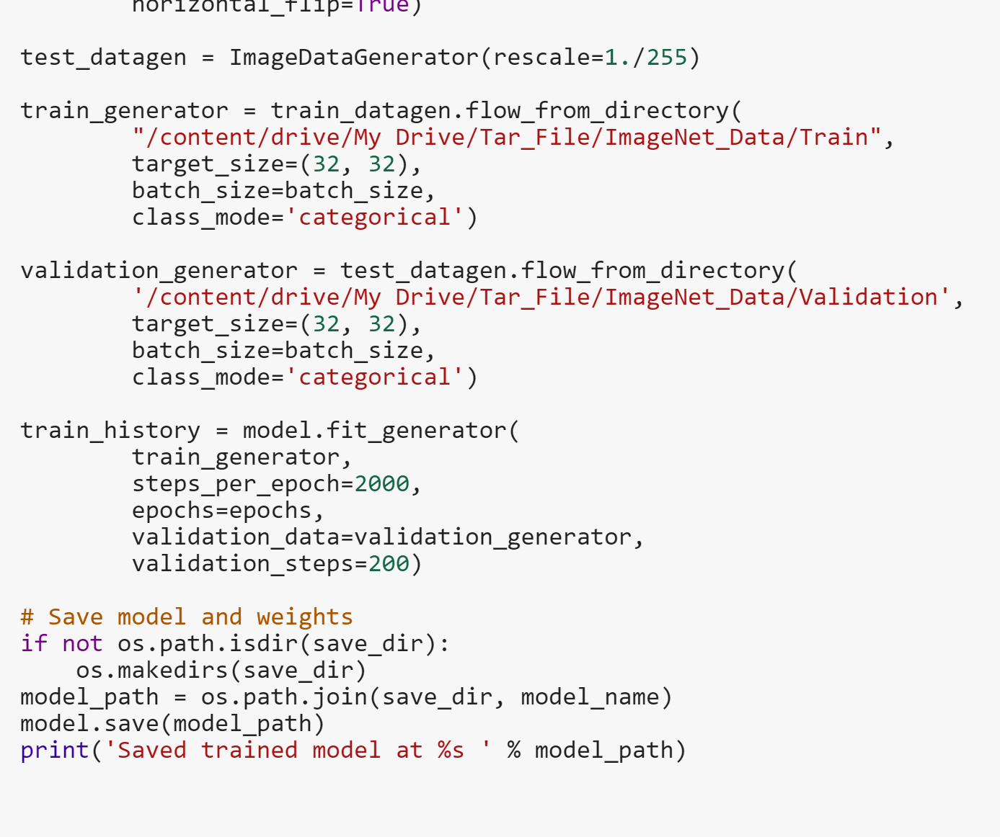 horizontal_flip=True)
test_datagen = ImageDataGenerator(rescale=1./255)
train_generator = train_datagen.flow_from_directory(
"/content/drive/My Drive/Tar_File/ImageNet_Data/Train",
target_size=(32, 32),
batch_size=batch_size,
class_mode='categorical')
validation_generator = test_datagen.flow_from_directory(
'/content/drive/My Drive/Tar_File/ImageNet_Data/Validation',
target_size=(32, 32),
batch_size=batch_size,
class_mode='categorical')
train_history = model.fit_generator(
train_generator,
steps_per_epoch=2000,
epochs=epochs,
validation_data=validation_generator,
validation_steps=200)
# Save model and weights
if not os.path.isdir(save_dir):
os.makedirs(save_dir)
model_path = os.path.join(save_dir, model_name)
model.save(model_path)
print('Saved trained model at %s ' % model_path)